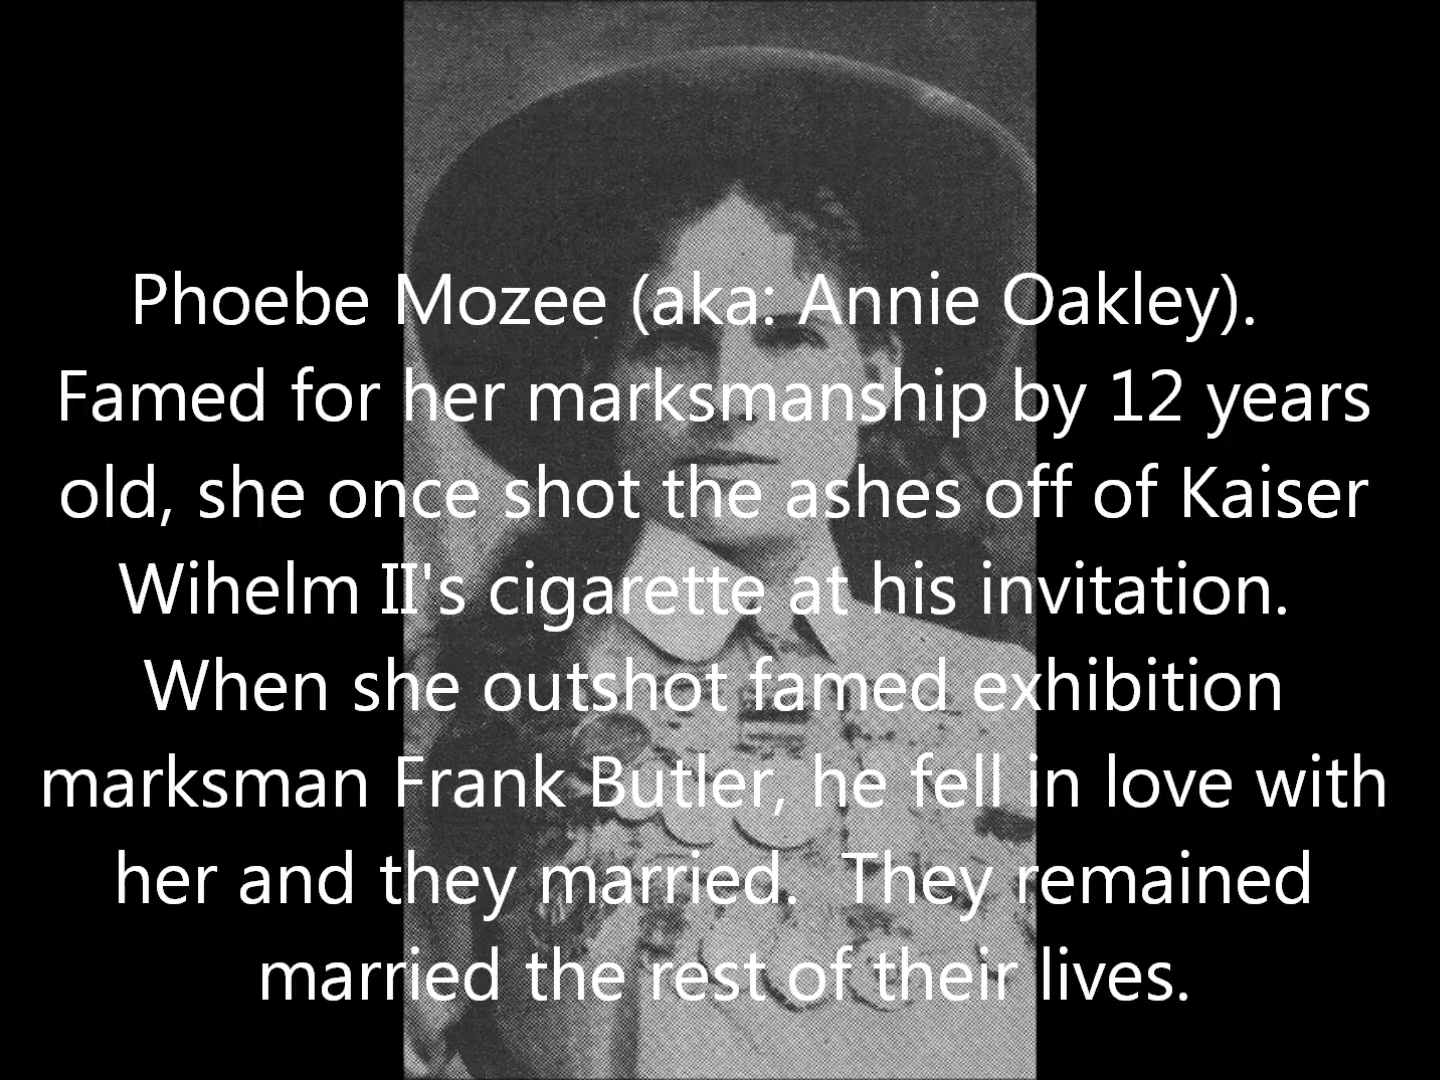 Phoebe Mozee (aka: Annie Oakley).
Famed for her marksmanship by 12 years
old, she once shot the ashes off of Kaiser
Wihelm II's cigarette at his invitation.
When she outshot famed exhibition
marksman Frank Butler, he fell in love with
her and they married.  They remained
married the rest of their lives.